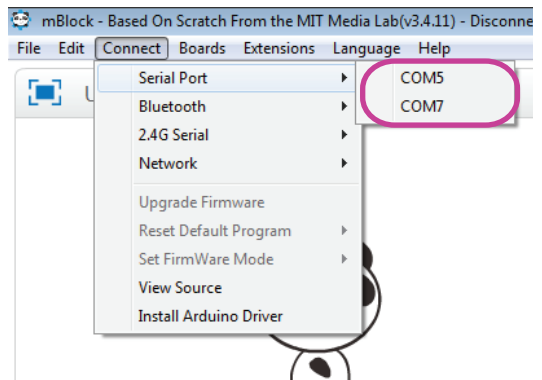 mBlock - Based On Scratch From the MIT Media Lab(v3.4.11) - Disconne
File Edit Connect Boards Extensions Language Help
Serial Port
COM5
Bluetooth
COM7
2.4G Serial
Network
Upgrade Firmware
Reset Default Program
Set FirmWare Mode
View Source
Install Arduino Driver